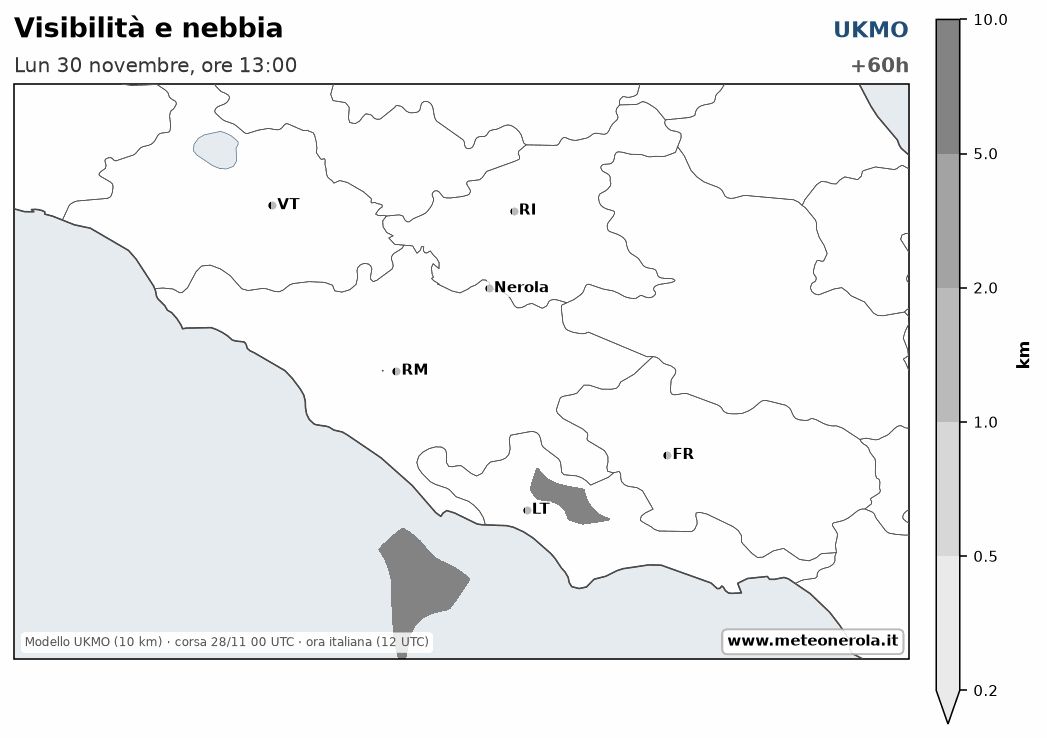 Visibilità e nebbia
UKMO
Lun 30 novembre, ore 13:00
+60h
10.0
5.0
VT
RI
Nerola
2.0
km
RM
1.0
FR
LT
0.5
Modello UKMO (10 km) · corsa 28/11 00 UTC · ora italiana (12 UTC)
www.meteonerola.it
0.2